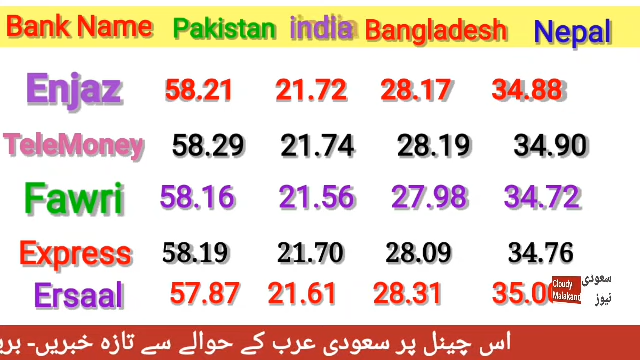 Bank Name Pakistan india Bangladesh Nepal
Enjaz 58.21 21.72 28.17 34.88
TeleMoney 58.29 21.74 28.19 34.90
Fawri 58.16 21.56 27.98 34.72
Express 58.19 21.70 28.09 34.76
Ersaal 57.87 21.61 28.31
Cloudy Malakand
سعودی نیوز
اس چینل پر سعودی عرب کے حوالے سے تازہ خبریں-